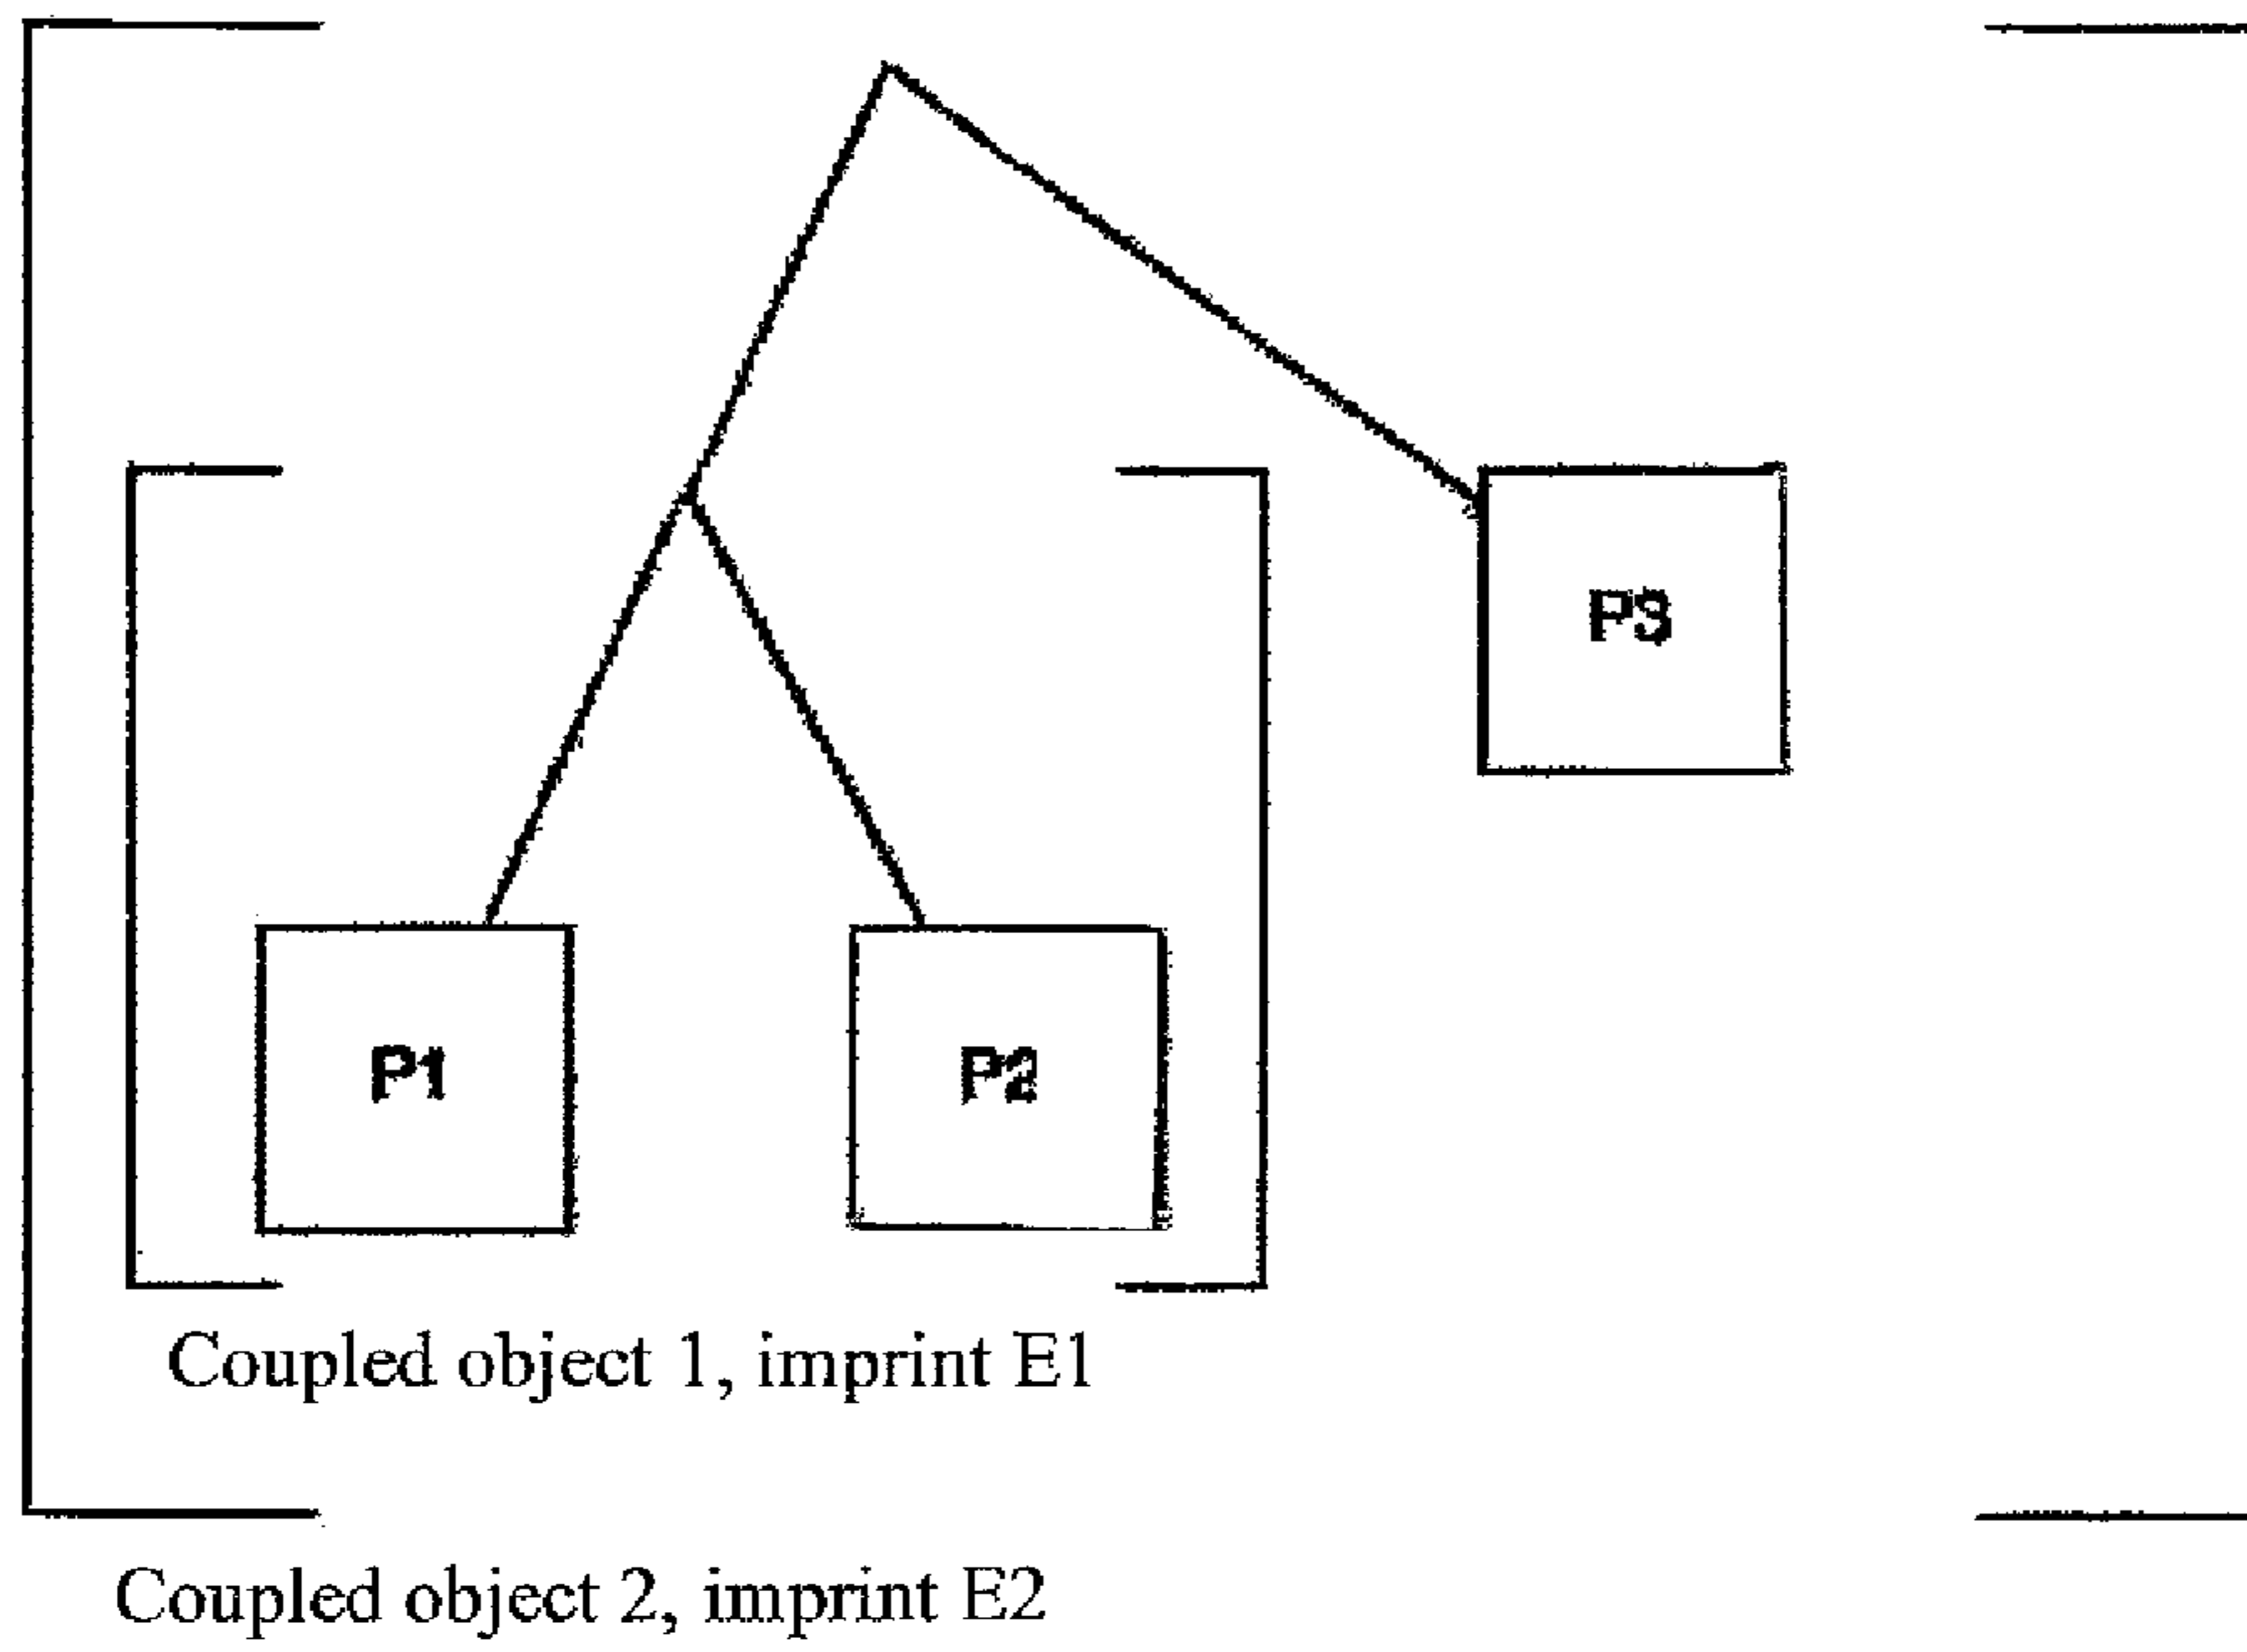 P3
P1
P2
Coupled object 1, imprint E1
Coupled object 2, imprint E2